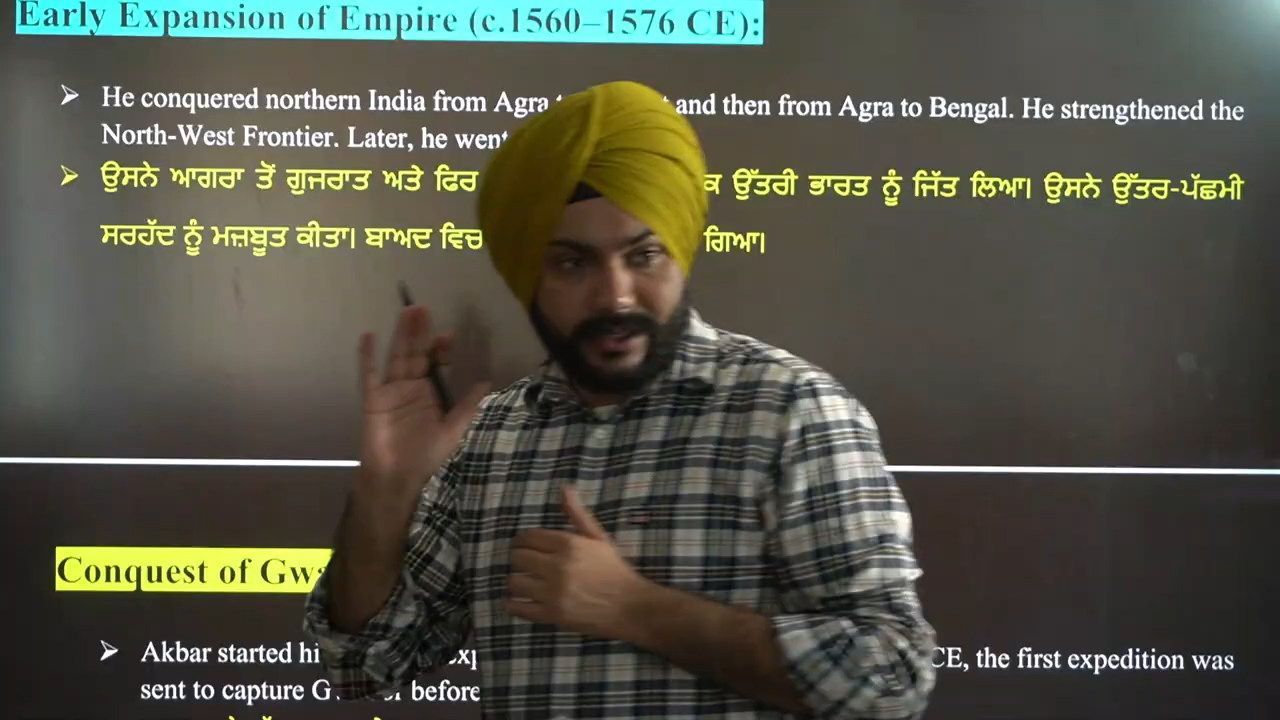 Early Expansion of Empire (c.1560–1576 CE):
➤ He conquered northern India from Agra and then from Agra to Bengal. He strengthened the
North-West Frontier. Later, he went
➤ ਉਸਨੇ ਆਗਰਾ ਤੋਂ ਗੁਜਰਾਤ ਅਤੇ ਫਿਰ ਉੱਤਰੀ ਭਾਰਤ ਨੂੰ ਜਿੱਤ ਲਿਆ। ਉਸਨੇ ਉੱਤਰ-ਪੱਛਮੀ
ਸਰਹੱਦ ਨੂੰ ਮਜ਼ਬੂਤ ਕੀਤਾ। ਬਾਅਦ ਵਿਚ ਗਿਆ।
Conquest of
➤ Akbar started CE, the first expedition was
sent to capture before